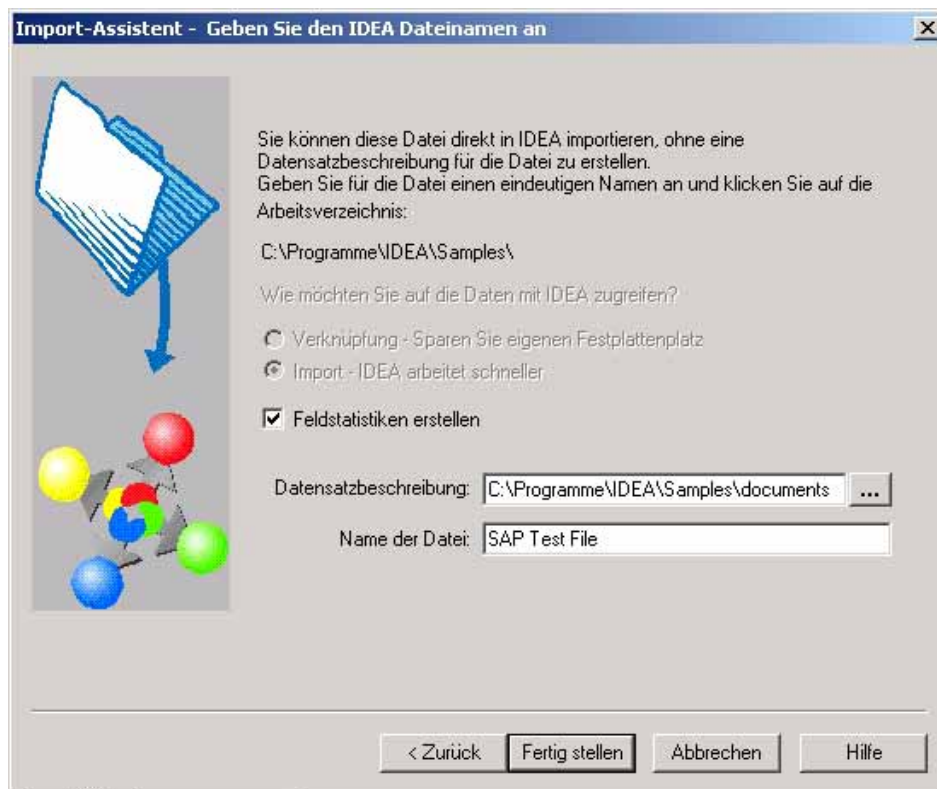 Import-Assistent - Geben Sie den IDEA Dateinamen an
Sie können diese Datei direkt in IDEA importieren, ohne eine
Datensatzbeschreibung für die Datei zu erstellen.
Geben Sie für die Datei einen eindeutigen Namen an und klicken Sie auf die
Arbeitsverzeichnis:
C:\Programme\IDEA\Samples\
Wie möchten Sie auf die Daten mit IDEA zugreifen?
Verknüpfung - Sparen Sie eigenen Festplattenplatz
Import - IDEA arbeitet schneller
Feldstatistiken erstellen
Datensatzbeschreibung: C:\Programme\IDEA\Samples\documents ...
Name der Datei: SAP Test File
< Zurück Fertig stellen Abbrechen Hilfe